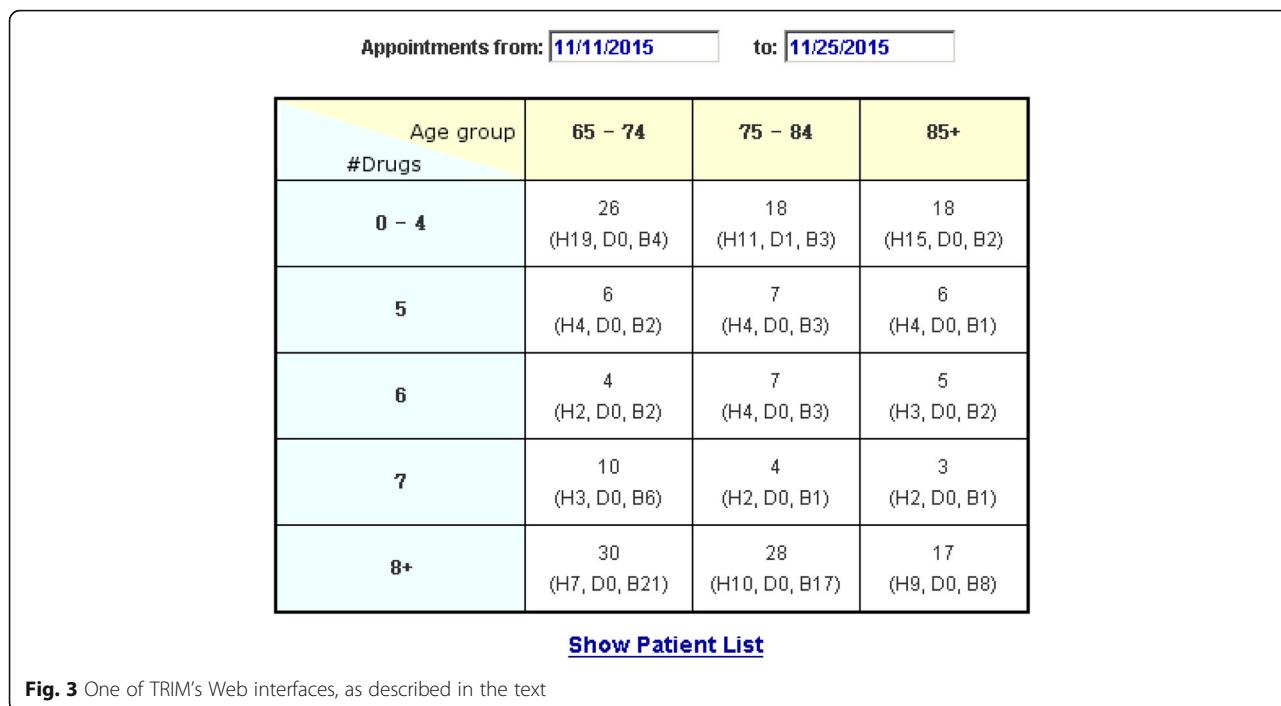 Appointments from: 11/11/2015 to: 11/25/2015
Age group 65 - 74 75 - 84 85+
#Drugs
0 - 4 26 18 18
(H19, D0, B4) (H11, D1, B3) (H15, D0, B2)
5 6 7 6
(H4, D0, B2) (H4, D0, B3) (H4, D0, B1)
6 4 7 5
(H2, D0, B2) (H4, D0, B3) (H3, D0, B2)
7 10 4 3
(H3, D0, B6) (H2, D0, B1) (H2, D0, B1)
8+ 30 28 17
(H7, D0, B21) (H10, D0, B17) (H9, D0, B8)
Show Patient List
Fig. 3 One of TRIM's Web interfaces, as described in the text